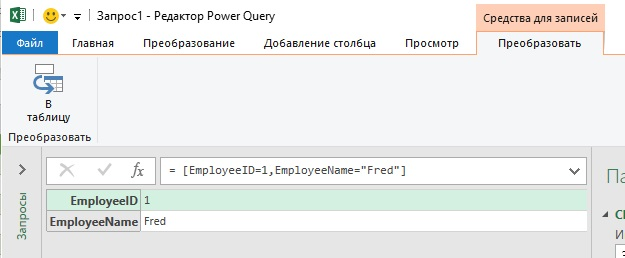 Запрос1 - Редактор Power Query
Средства для записей
Файл Главная Преобразование Добавление столбца Просмотр Преобразовать
В
таблицу
Преобразовать
= [EmployeeID=1,EmployeeName="Fred"]
Запросы
EmployeeID 1
EmployeeName Fred